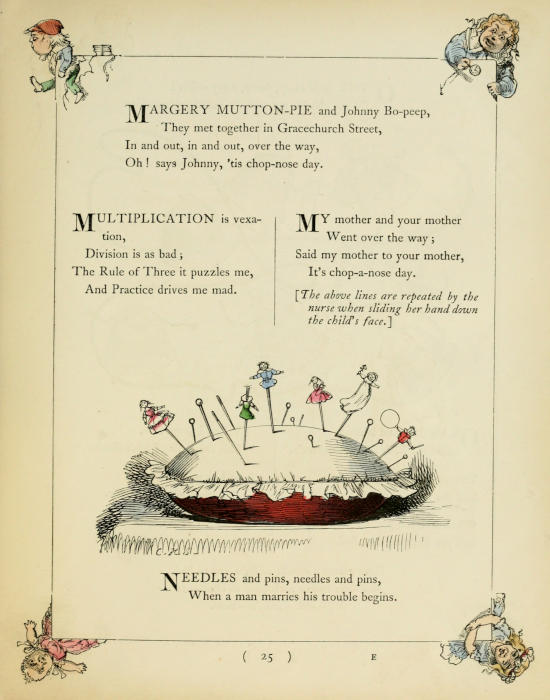 MARGERY MUTTON-PIE and Johnny Bo-peep,
They met together in Gracechurch Street,
In and out, in and out, over the way,
Oh! says Johnny, 'tis chop-nose day.
MULTIPLICATION is vexa-
tion,
Division is as bad;
The Rule of Three it puzzles me,
And Practice drives me mad.
MY mother and your mother
Went over the way;
Said my mother to your mother,
It's chop-a-nose day.
[The above lines are repeated by the
nurse when sliding her hand down
the child's face.]
NEEDLES and pins, needles and pins,
When a man marries his trouble begins.
( 25 ) E